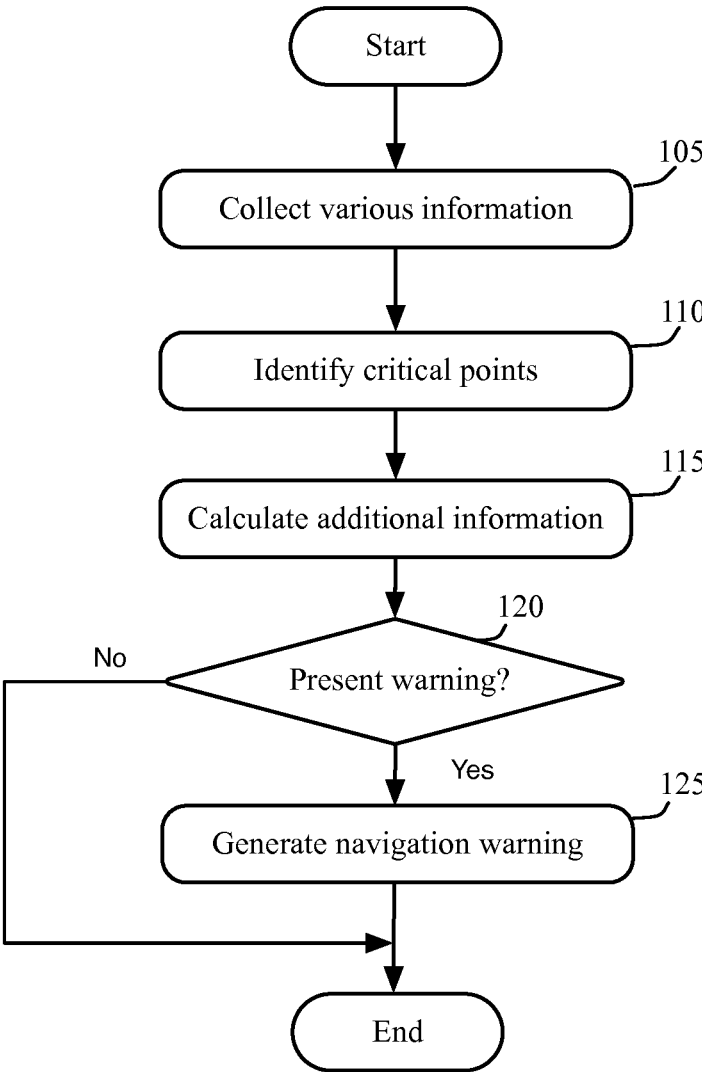 Start
105
Collect various information
110
Identify critical points
115
Calculate additional information
120
No
Present warning?
Yes
125
Generate navigation warning
End